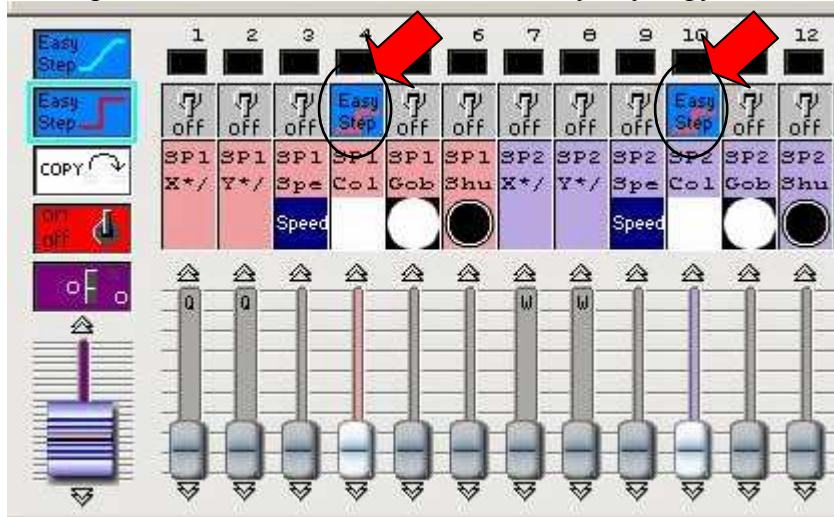 1 2 3 4 6 7 8 9 10 12
Easy
Step
Easy
Step
off off off Easy Step off off off off off Easy Step off off
COPY
SP1 SP1 SP1 SP1 SP1 SP1 SP2 SP2 SP2 SP2 SP2 SP2
X*/ Y*/ Spe Col Gob Shu X*/ Y*/ Spe Col Gob Shu
Speed Speed
on
off
Q Q W W